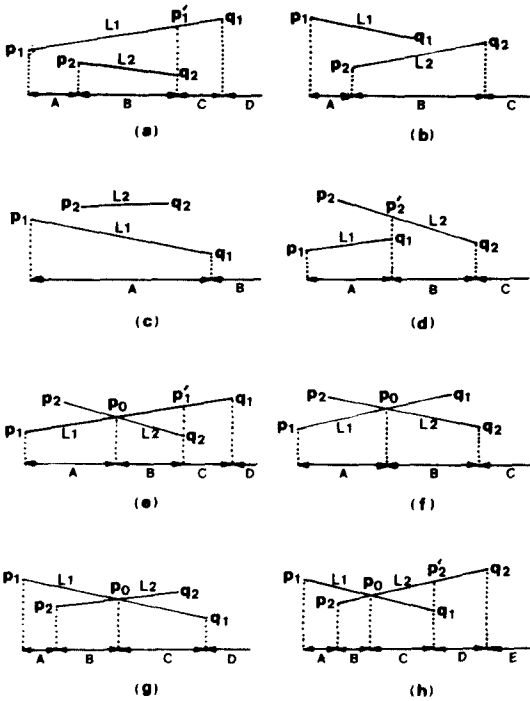 p1 L1 p1' q1
p2 L2 q2
A B C D
(a)
p1 L1 q1
p2 L2 q2
A B C
(b)
p2 L2 q2
p1 L1 q1
A B
(c)
p2 p2' L2 q2
p1 L1 q1
A B C
(d)
p2 p0 p1' q1
p1 L1 L2 q2
A B C D
(e)
p2 p0 q1
p1 L1 L2 q2
A B C
(f)
p1 L1 p0 L2 q2
p2 q1
A B C D
(g)
p1 L1 p0 L2 p2' q2
p2 q1
A B C D E
(h)